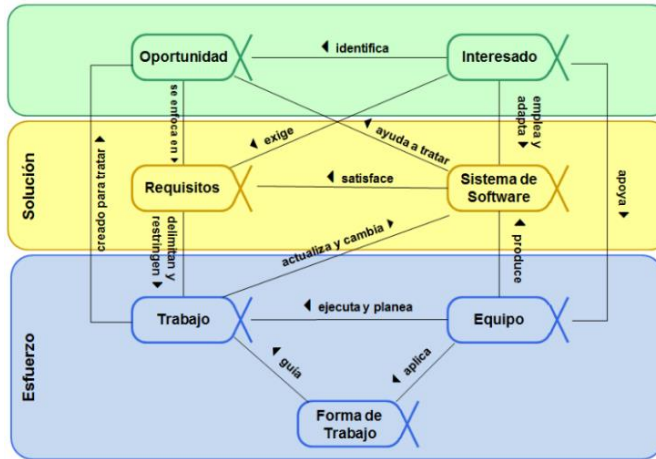 Oportunidad
identifica
Interesado
se enfoca en
exige
ayuda a tratar
emplea y
adapta
Solución
creado para tratar
Requisitos
satisface
Sistema de
Software
apoya
delimitan y
restringen
actualiza y cambia
produce
Esfuerzo
Trabajo
ejecuta y planea
Equipo
guía
aplica
Forma de
Trabajo